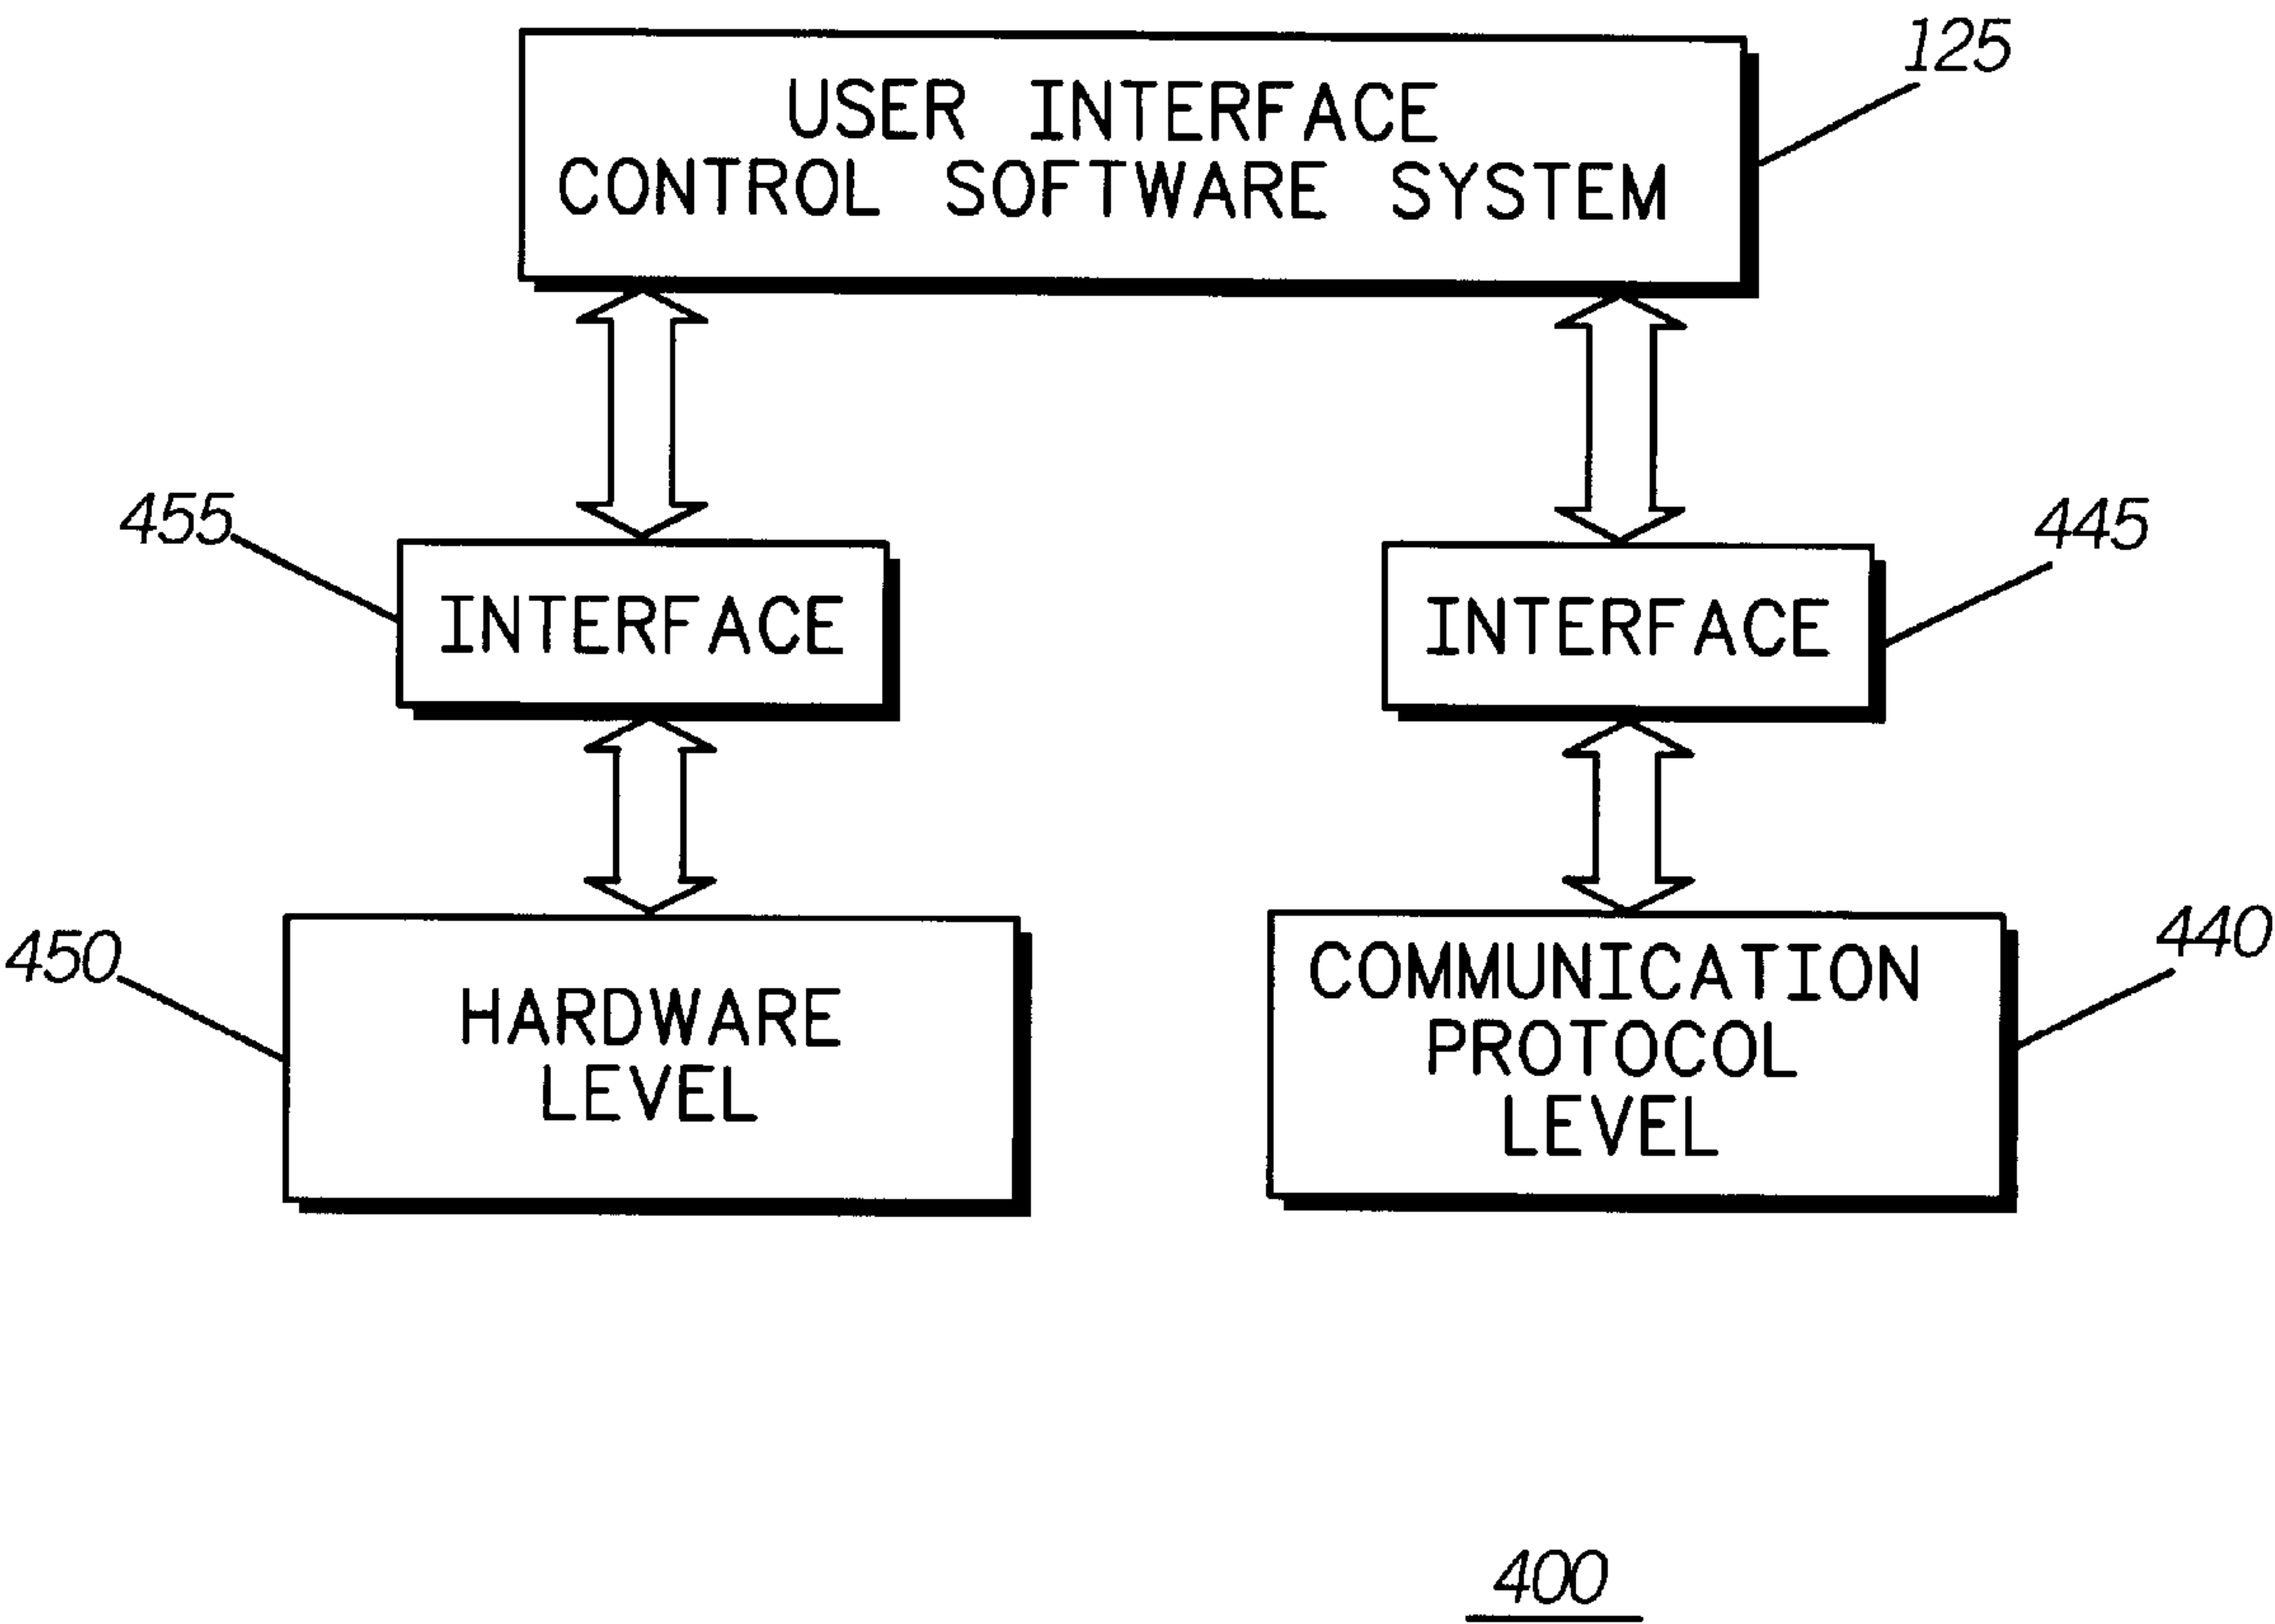 125
USER INTERFACE
CONTROL SOFTWARE SYSTEM
455
INTERFACE
445
INTERFACE
450
HARDWARE
LEVEL
440
COMMUNICATION
PROTOCOL
LEVEL
400